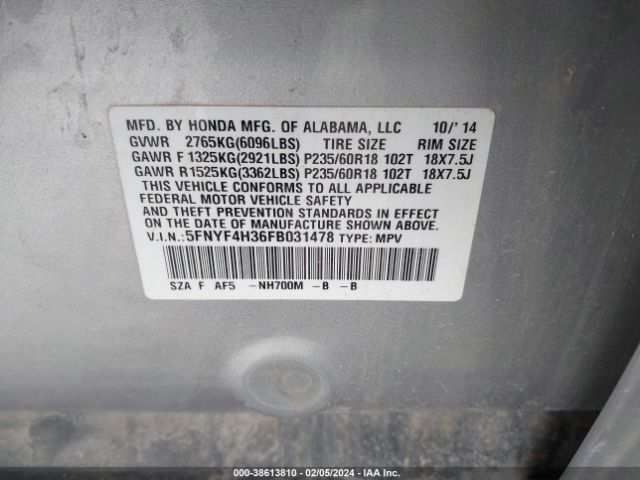 MFD. BY HONDA MFG. OF ALABAMA, LLC 10/'14
GVWR 2765KG(6096LBS) TIRE SIZE RIM SIZE
GAWR F 1325KG(2921LBS) P235/60R18 102T 18X7.5J
GAWR R1525KG(3362LBS) P235/60R18 102T 18X7.5J
THIS VEHICLE CONFORMS TO ALL APPLICABLE
FEDERAL MOTOR VEHICLE SAFETY
AND THEFT PREVENTION STANDARDS IN EFFECT
ON THE DATE OF MANUFACTURE SHOWN ABOVE.
V.I.N.: 5FNYF4H36FB031478 TYPE: MPV
SZA F AF5 -NH700M -B -B
000-38613810 - 02/05/2024 - IAA Inc.